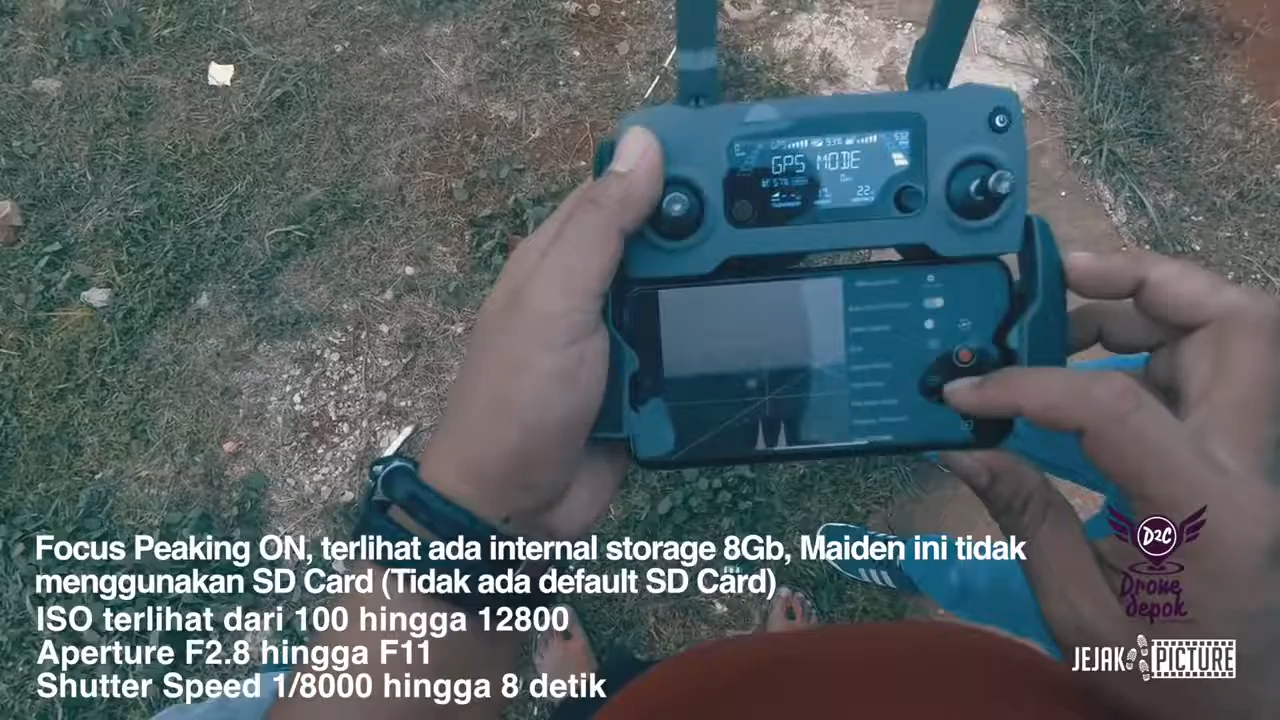 GPS MODE
Focus Peaking ON, terlihat ada internal storage 8Gb, Maiden ini tidak
menggunakan SD Card (Tidak ada default SD Card)
ISO terlihat dari 100 hingga 12800
Aperture F2.8 hingga F11
Shutter Speed 1/8000 hingga 8 detik
D2C
Drone
depok
JEJAK PICTURE